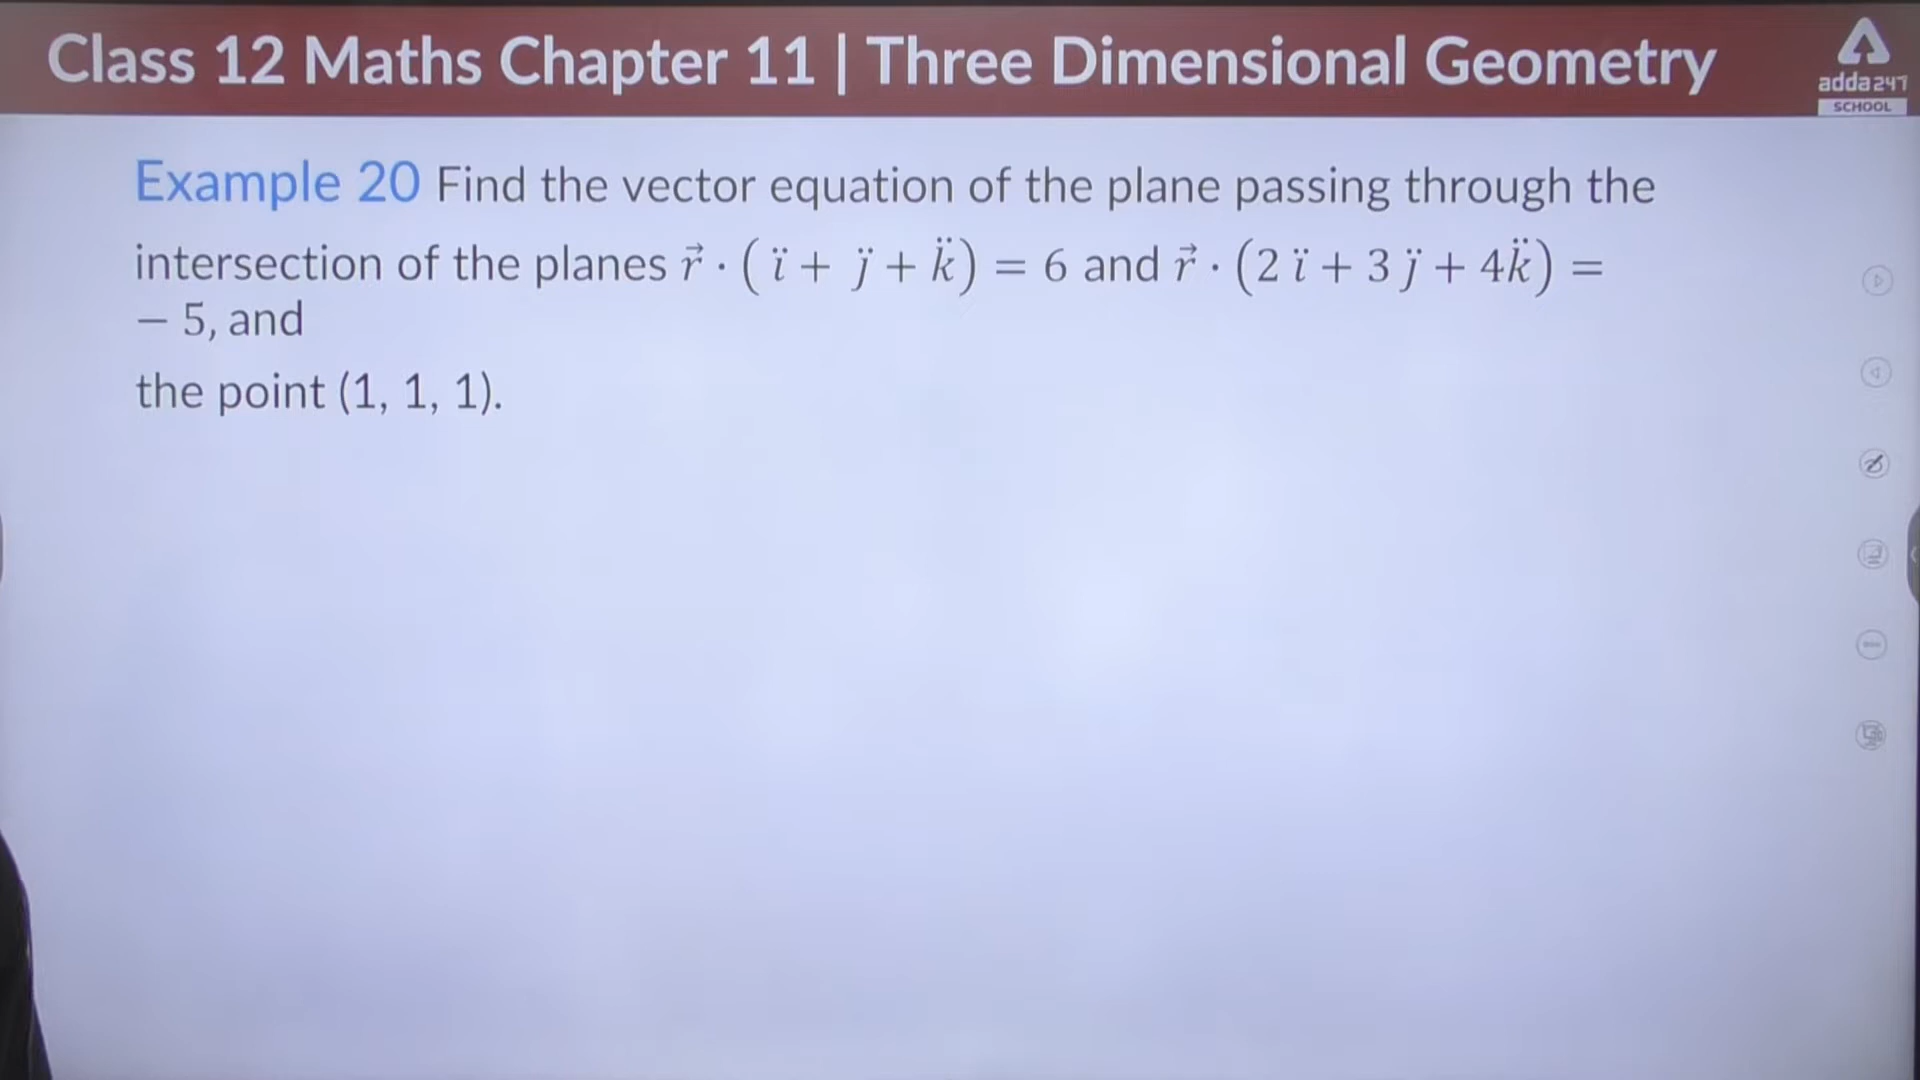 Class 12 Maths Chapter 11 | Three Dimensional Geometry
adda247
SCHOOL
Example 20 Find the vector equation of the plane passing through the
intersection of the planes r⃗ · ( ï + j̈ + k̈) = 6 and r⃗ · (2 ï + 3 j̈ + 4k̈) =
− 5, and
the point (1, 1, 1).